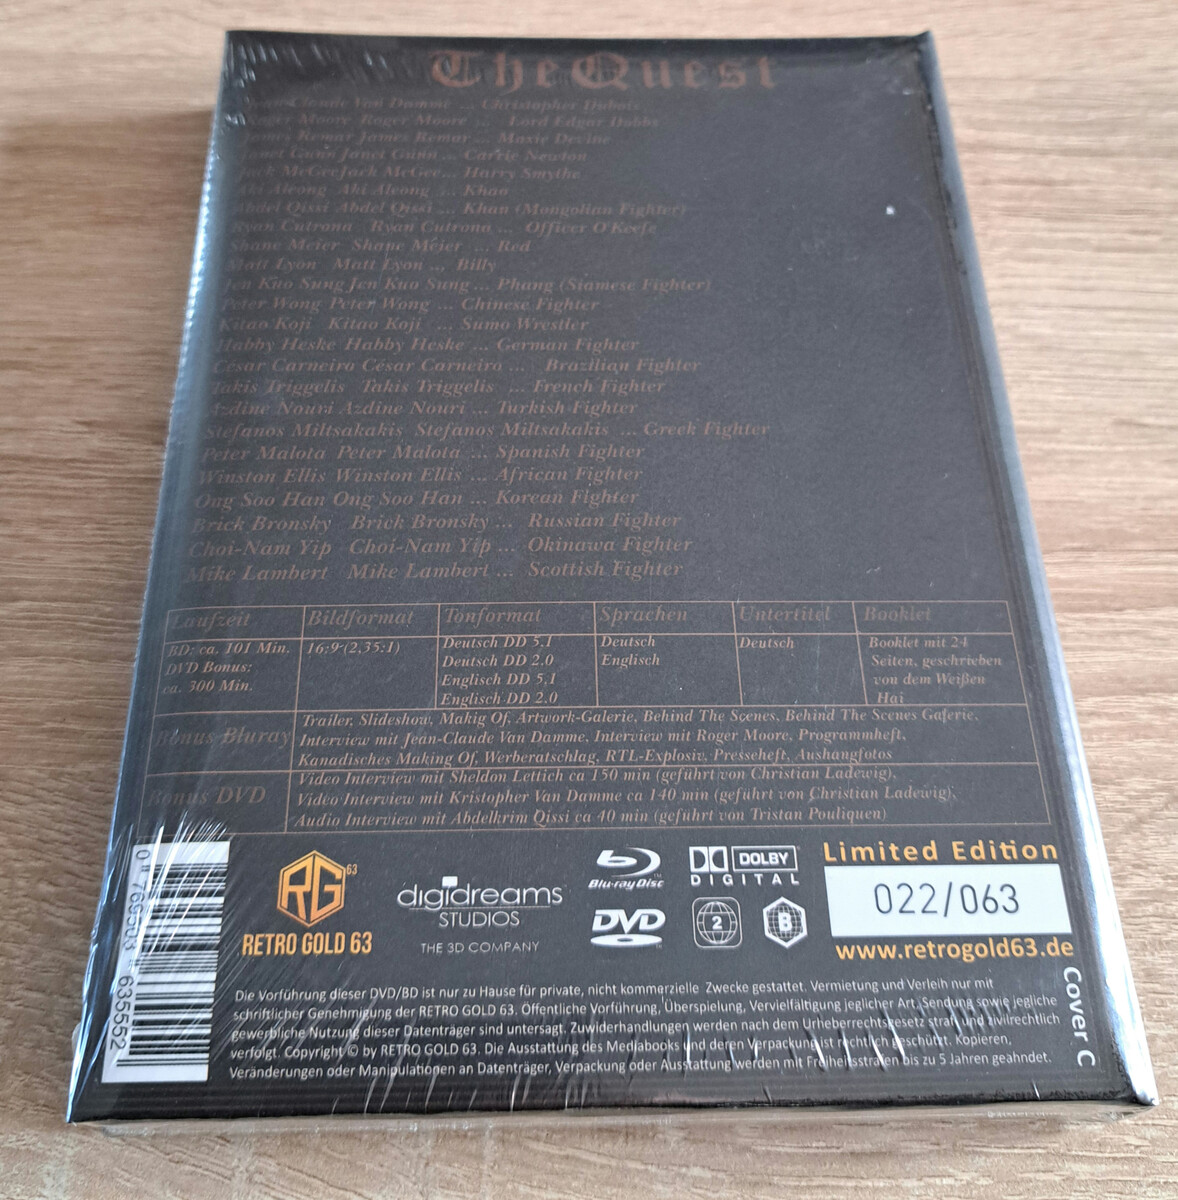 The Quest
Jean-Claude Van Damme ... Christopher Dubois
Roger Moore Roger Moore ... Lord Edgar Dobbs
James Remar James Remar ... Maxie Devine
Janet Gunn Janet Gunn ... Carrie Newton
Jack McGee Jack McGee ... Harry Smythe
Aki Aleong Aki Aleong ... Khao
Abdel Qissi Abdel Qissi ... Khan (Mongolian Fighter)
Ryan Cutrona Ryan Cutrona ... Officer O'Keefe
Shane Meier Shane Meier ... Red
Matt Lyon Matt Lyon ... Billy
Jen Kuo Sung Jen Kuo Sung ... Phang (Siamese Fighter)
Peter Wong Peter Wong ... Chinese Fighter
Kitao Koji Kitao Koji ... Sumo Wrestler
Habby Heske Habby Heske ... German Fighter
César Carneiro César Carneiro ... Brazilian Fighter
Takis Triggelis Takis Triggelis ... French Fighter
Azdine Nouri Azdine Nouri ... Turkish Fighter
Stefanos Miltsakakis Stefanos Miltsakakis ... Greek Fighter
Peter Malota Peter Malota ... Spanish Fighter
Winston Ellis Winston Ellis ... African Fighter
Ong Soo Han Ong Soo Han ... Korean Fighter
Brick Bronsky Brick Bronsky ... Russian Fighter
Choi-Nam Yip Choi-Nam Yip ... Okinawa Fighter
Mike Lambert Mike Lambert ... Scottish Fighter
Laufzeit Bildformat Tonformat Sprachen Untertitel Booklet
BD: ca. 101 Min.
DVD Bonus:
ca. 300 Min.
16:9 (2,35:1)
Deutsch DD 5.1
Deutsch DD 2.0
Englisch DD 5,1
Englisch DD 2.0
Deutsch
Englisch
Deutsch
Booklet mit 24
Seiten, geschrieben
von dem Weißen
Hai
Bonus Bluray
Trailer, Slideshow, Makig Of, Artwork-Galerie, Behind The Scenes, Behind The Scenes Galerie,
Interview mit Jean-Claude Van Damme, Interview mit Roger Moore, Programmheft,
Kanadisches Making Of, Werberatschlag, RTL-Explosiv, Presseheft, Aushangfotos
Bonus DVD
Video Interview mit Sheldon Lettich ca 150 min (geführt von Christian Ladewig),
Video Interview mit Kristopher Van Damme ca 140 min (geführt von Christian Ladewig),
Audio Interview mit Abdelkrim Qissi ca 40 min (geführt von Tristan Pouliquen)
0 769503 635552
RG 63
RETRO GOLD 63
digidreams
STUDIOS
THE 3D COMPANY
Blu-ray Disc
DVD
DOLBY
DIGITAL
2
B
Limited Edition
022/063
www.retrogold63.de
Cover C
Die Vorführung dieser DVD/BD ist nur zu Hause für private, nicht kommerzielle Zwecke gestattet. Vermietung und Verleih nur mit
schriftlicher Genehmigung der RETRO GOLD 63. Öffentliche Vorführung, Überspielung, Vervielfältigung jeglicher Art, Sendung sowie jegliche
gewerbliche Nutzung dieser Datenträger sind untersagt. Zuwiderhandlungen werden nach dem Urheberrechtsgesetz straf- und zivilrechtlich
verfolgt. Copyright © by RETRO GOLD 63. Die Ausstattung des Mediabooks und deren Verpackung ist rechtlich geschützt. Kopieren,
Veränderungen oder Manipulationen an Datenträger, Verpackung oder Ausstattung werden mit Freiheitsstrafen bis zu 5 Jahren geahndet.